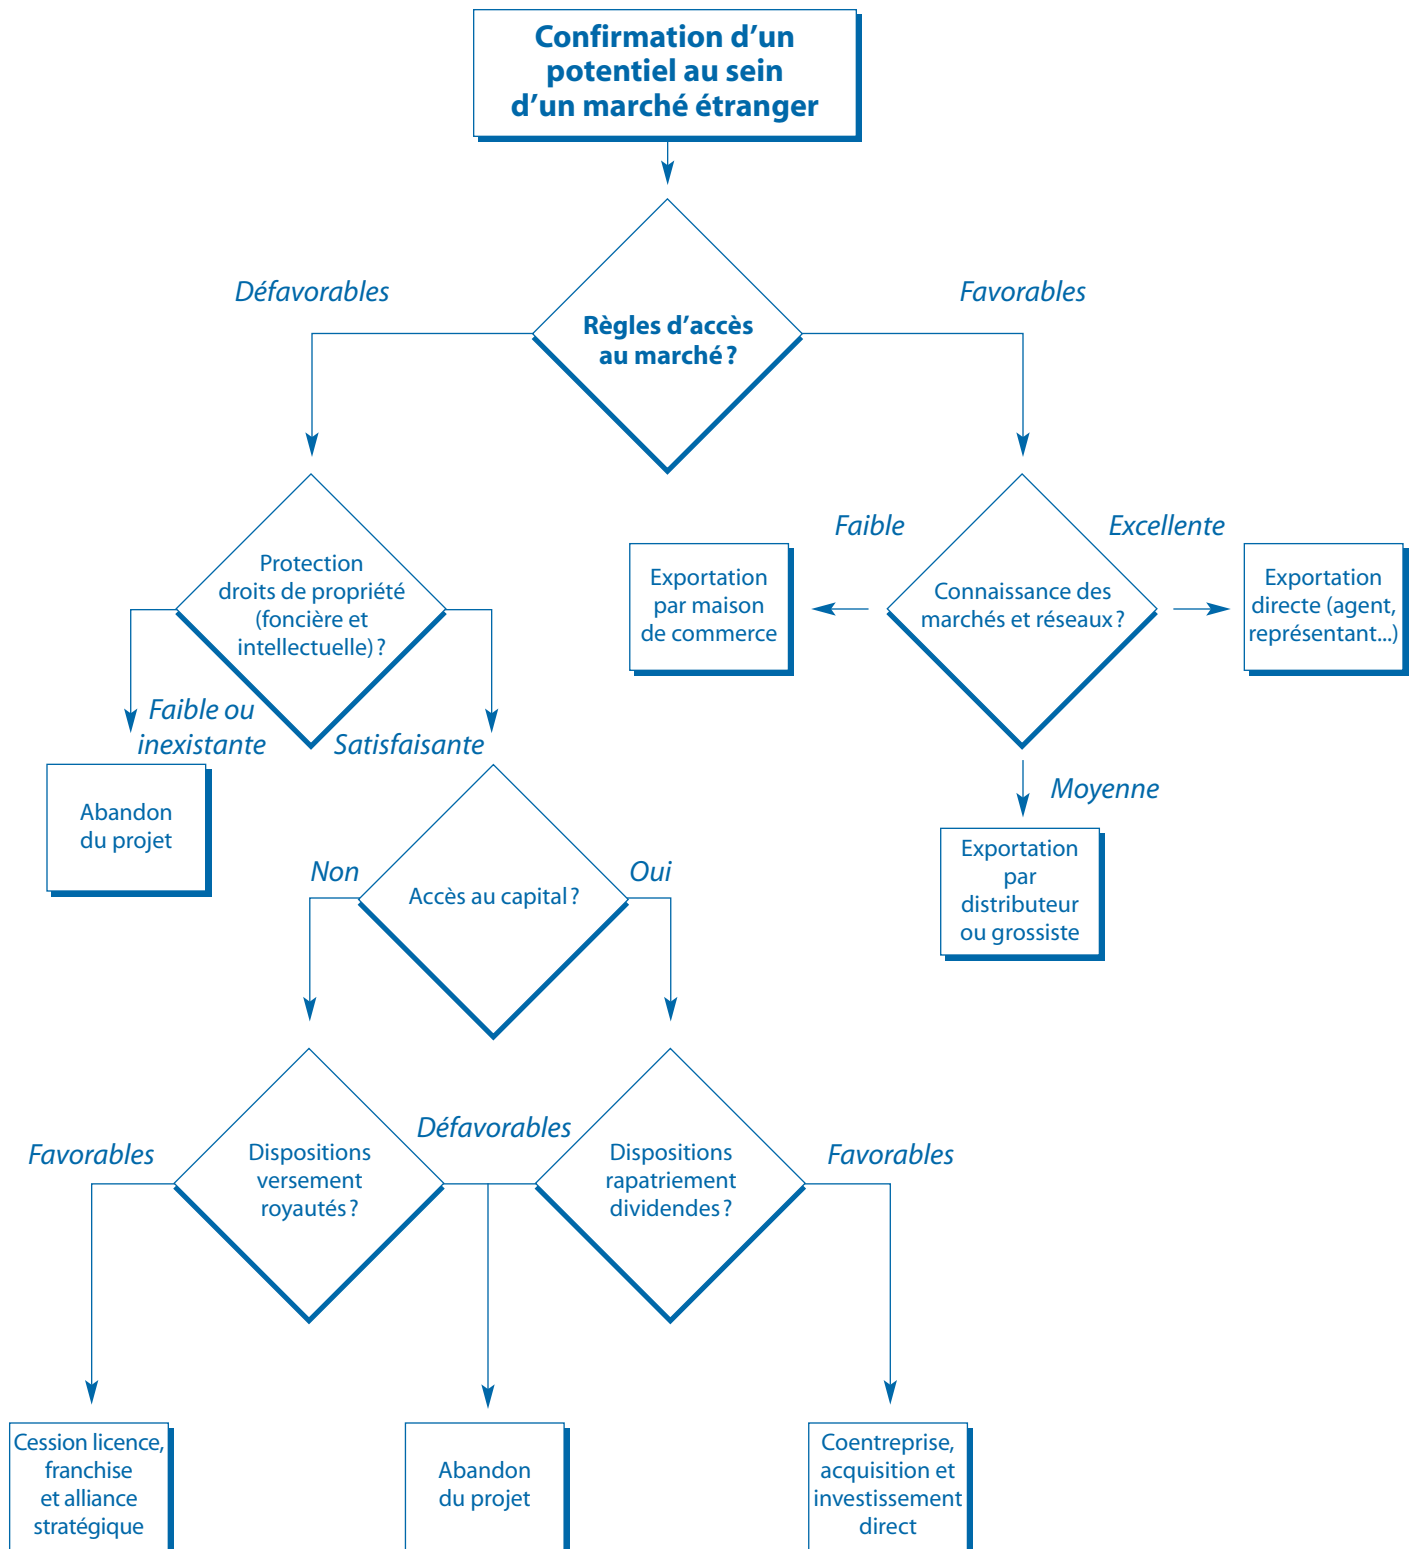 Confirmation d’un
potentiel au sein
d’un marché étranger
Défavorables
Favorables
Règles d’accès
au marché ?
Protection
droits de propriété
(foncière et
intellectuelle) ?
Faible
Excellente
Exportation
par maison
de commerce
Connaissance des
marchés et réseaux ?
Exportation
directe (agent,
représentant...)
Faible ou
inexistante
Satisfaisante
Moyenne
Abandon
du projet
Exportation
par
distributeur
ou grossiste
Non
Oui
Accès au capital ?
Favorables
Dispositions
versement
royautés ?
Défavorables
Dispositions
rapatriement
dividendes ?
Favorables
Cession licence,
franchise
et alliance
stratégique
Abandon
du projet
Coentreprise,
acquisition et
investissement
direct